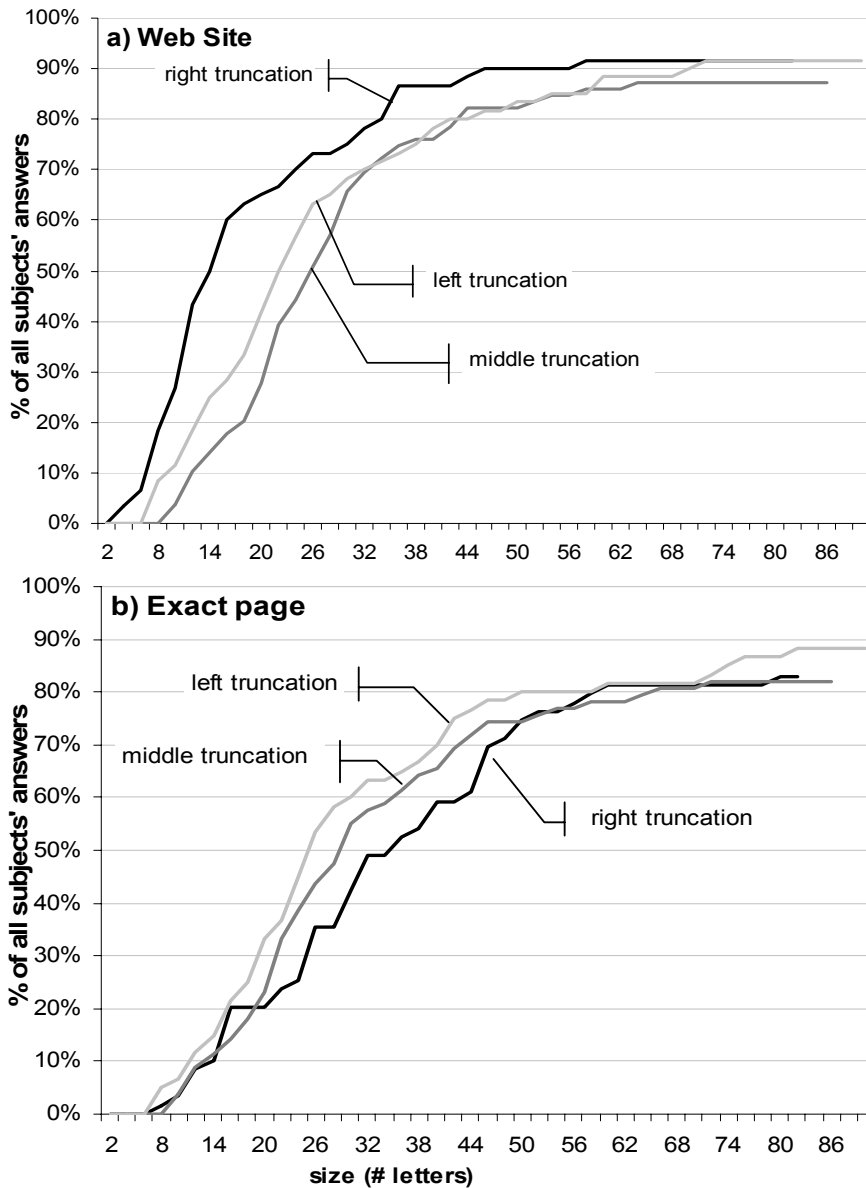 100%
a) Web Site
90%
right truncation
80%
70%
60%
50%
left truncation
40%
30%
middle truncation
20%
10%
0%
% of all subjects' answers
2 8 14 20 26 32 38 44 50 56 62 68 74 80 86
100%
b) Exact page
90%
left truncation
80%
middle truncation
70%
60%
right truncation
50%
40%
30%
20%
10%
0%
% of all subjects' answers
2 8 14 20 26 32 38 44 50 56 62 68 74 80 86
size (# letters)